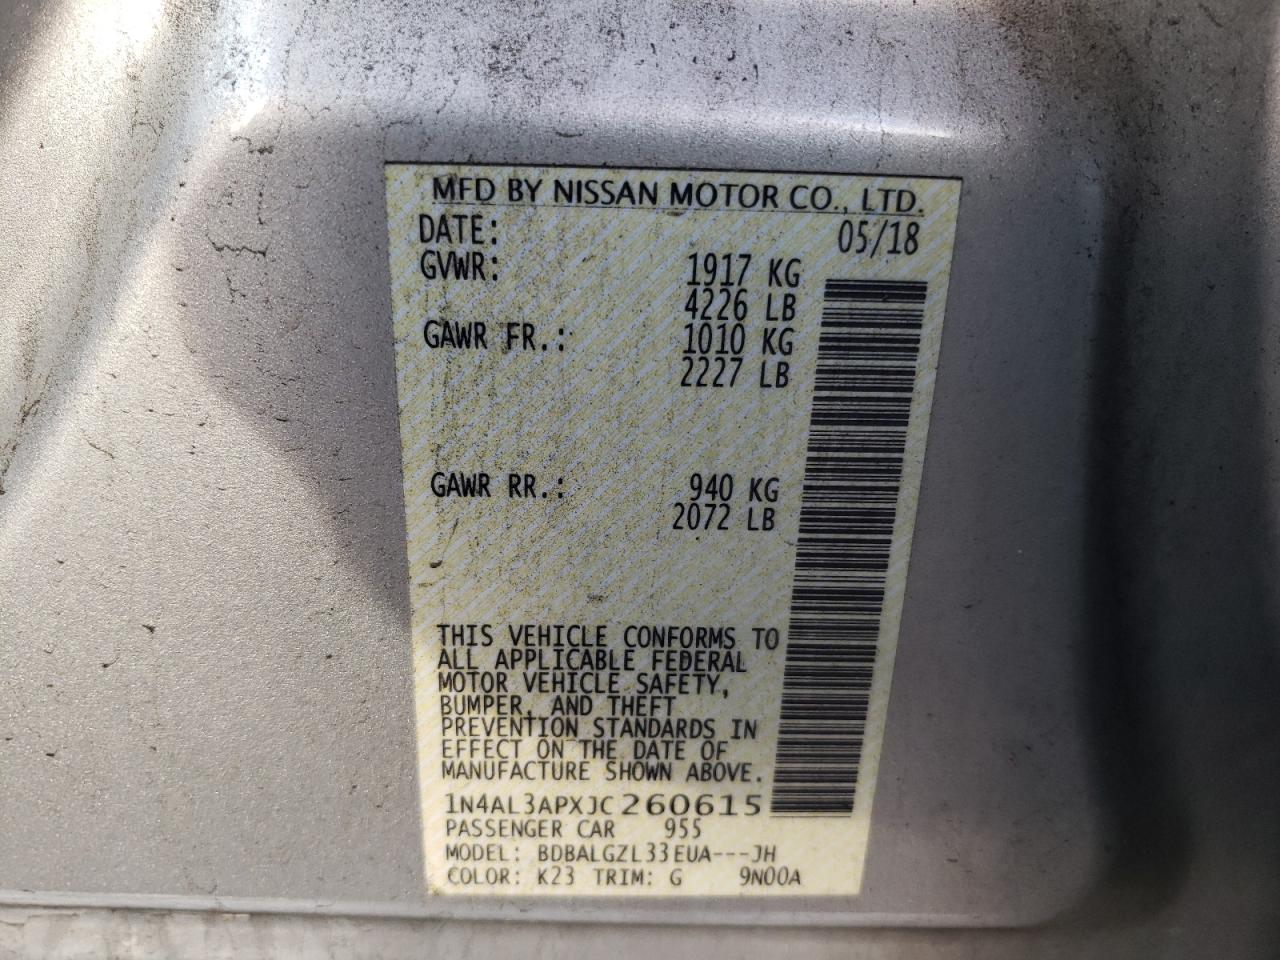 MFD BY NISSAN MOTOR CO., LTD.
DATE: 05/18
GVWR: 1917 KG
4226 LB
GAWR FR.: 1010 KG
2227 LB
GAWR RR.: 940 KG
2072 LB
THIS VEHICLE CONFORMS TO
ALL APPLICABLE FEDERAL
MOTOR VEHICLE SAFETY,
BUMPER, AND THEFT
PREVENTION STANDARDS IN
EFFECT ON THE DATE OF
MANUFACTURE SHOWN ABOVE.
1N4AL3APXJC260615
PASSENGER CAR 955
MODEL: BDBALGZL33EUA---JH
COLOR: K23 TRIM: G 9N00A